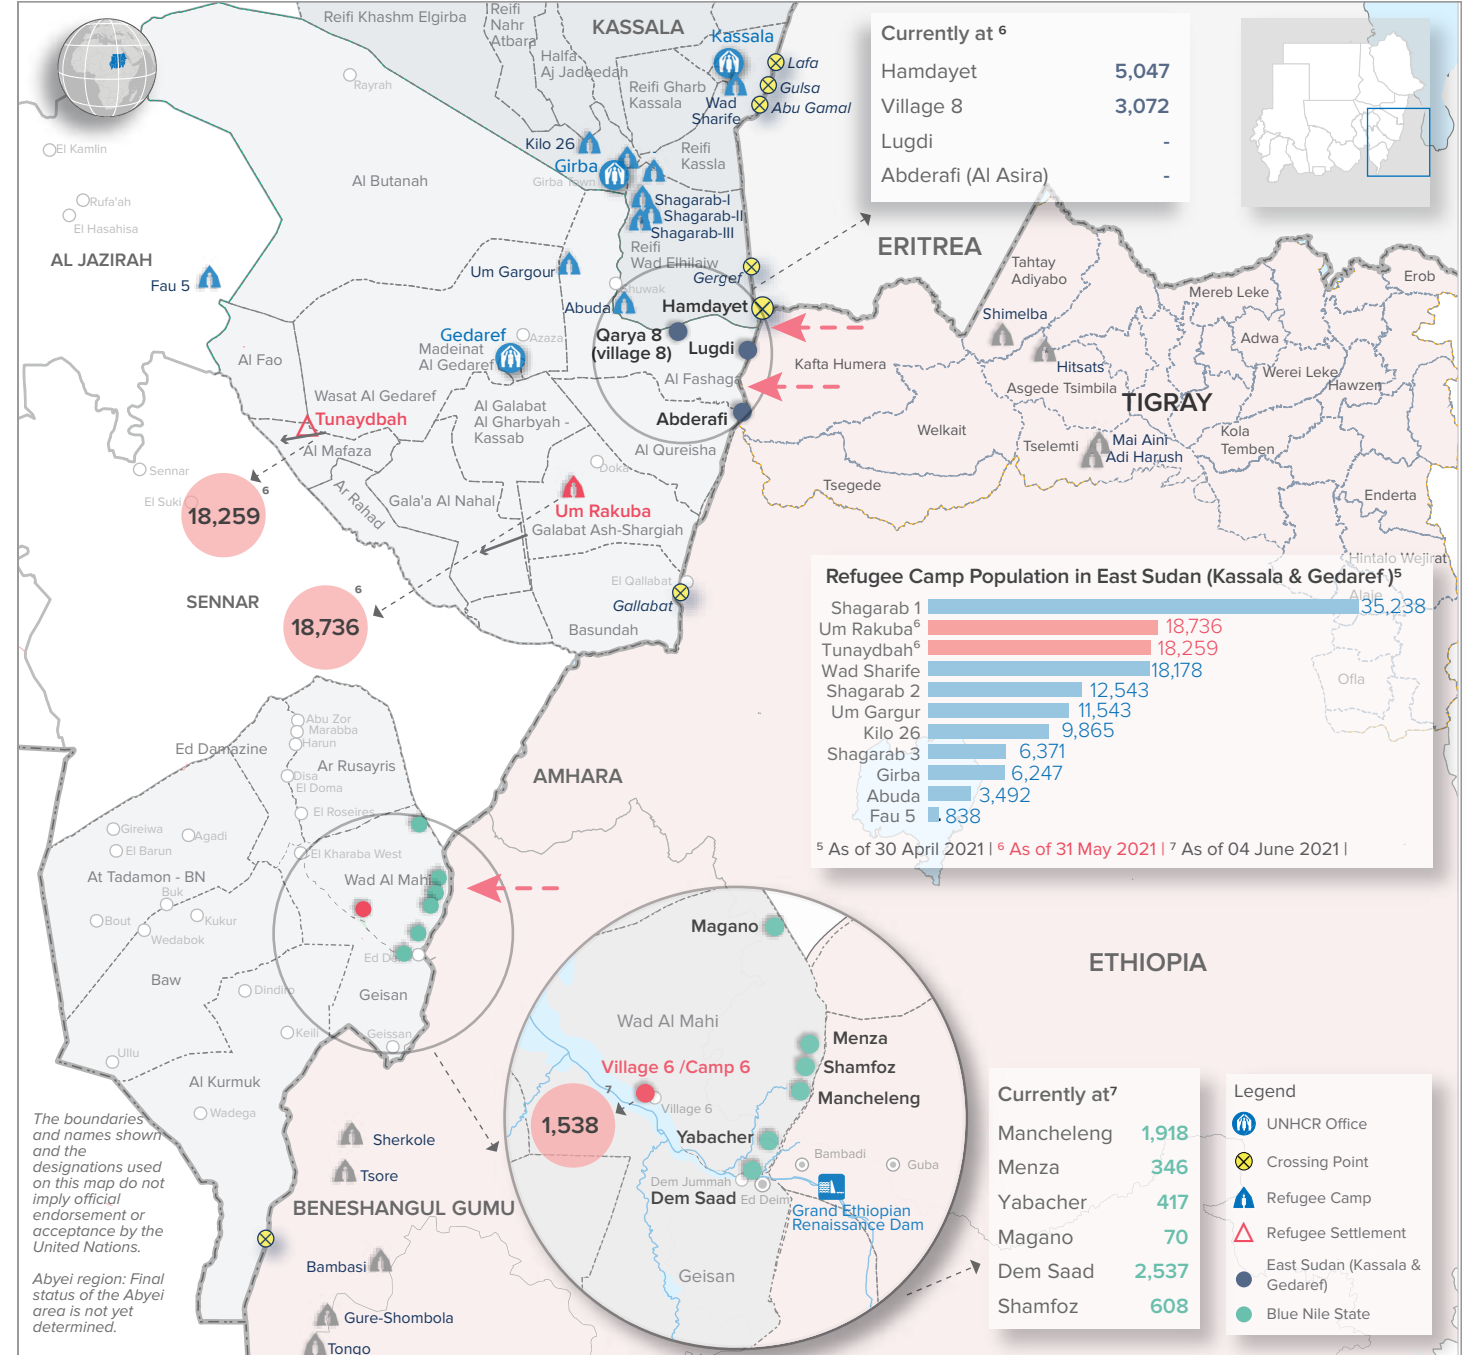 Reifi Khashm Elgirba
Reifi
Nahr
Atbara
KASSALA
Kassala
Halfa
Aj Jadeedah
Reifi Gharb
Kassala
Wad
Sharife
Lafa
Gulsa
Abu Gamal
Rayrah
El Kamlin
Kilo 26
Girba
Girba Town
Reifi
Kassla
Al Butanah
Rufa'ah
El Hasahisa
Shagarab-I
Shagarab-II
Shagarab-III
Reifi
Wad Elhilaiw
AL JAZIRAH
Fau 5
Um Gargour
Gergef
Abuda
Hamdayet
Gedaref
Azaza
Madeinat
Al Gedaref
Qarya 8
(village 8)
Lugdi
Al Fao
Al Fashaga
Wasat Al Gedaref
Tunaydbah
Al Galabat
Al Gharbyah -
Kassab
Abderafi
Al Mafaza
Al Qureisha
Sennar
Doka
El Suki
Ar Rahad
Gala'a Al Nahal
18,259
6
Um Rakuba
Galabat Ash-Shargiah
SENNAR
18,736
6
El Qallabat
Gallabat
Basundah
Currently at 6
Hamdayet 5,047
Village 8 3,072
Lugdi -
Abderafi (Al Asira) -
ERITREA
Tahtay
Adiyabo
Mereb Leke
Erob
Shimelba
Hitsats
Adwa
Kafta Humera
Werei Leke
Hawzen
Asgede Tsimbila
TIGRAY
Welkait
Tselemti
Mai Aini
Adi Harush
Kola
Temben
Tsegede
Enderta
Hintalo Wejirat
Alaje
Ofla
Refugee Camp Population in East Sudan (Kassala & Gedaref )5
Shagarab 1 35,238
Um Rakuba6 18,736
Tunaydbah6 18,259
Wad Sharife 18,178
Shagarab 2 12,543
Um Gargur 11,543
Kilo 26 9,865
Shagarab 3 6,371
Girba 6,247
Abuda 3,492
Fau 5 838
5 As of 30 April 2021 | 6 As of 31 May 2021 | 7 As of 04 June 2021 |
Abu Zor
Marabba
Harun
Ed Damazine
Ar Rusayris
Disa
El Doma
El Roseires
AMHARA
Gireiwa
Agadi
El Barun
El Kharaba West
At Tadamon - BN
Wad Al Mahi
Buk
Bout
Kukur
Wedabok
Baw
Dindiro
Geisan
Keili
Geissan
Ullu
Al Kurmuk
Wadega
The boundaries
and names shown
and the
designations used
on this map do not
imply official
endorsement or
acceptance by the
United Nations.
Abyei region: Final
status of the Abyei
area is not yet
determined.
Sherkole
Tsore
BENESHANGUL GUMU
Bambasi
Gure-Shombola
Tongo
ETHIOPIA
Magano
Wad Al Mahi
Menza
Shamfoz
Mancheleng
Village 6 /Camp 6
7
1,538
Village 6
Yabacher
Bambadi
Guba
Dem Jummah
Dem Saad
Ed Deim
Grand Ethiopian
Renaissance Dam
Geisan
Currently at7
Mancheleng 1,918
Menza 346
Yabacher 417
Magano 70
Dem Saad 2,537
Shamfoz 608
Legend
UNHCR Office
Crossing Point
Refugee Camp
Refugee Settlement
East Sudan (Kassala &
Gedaref)
Blue Nile State